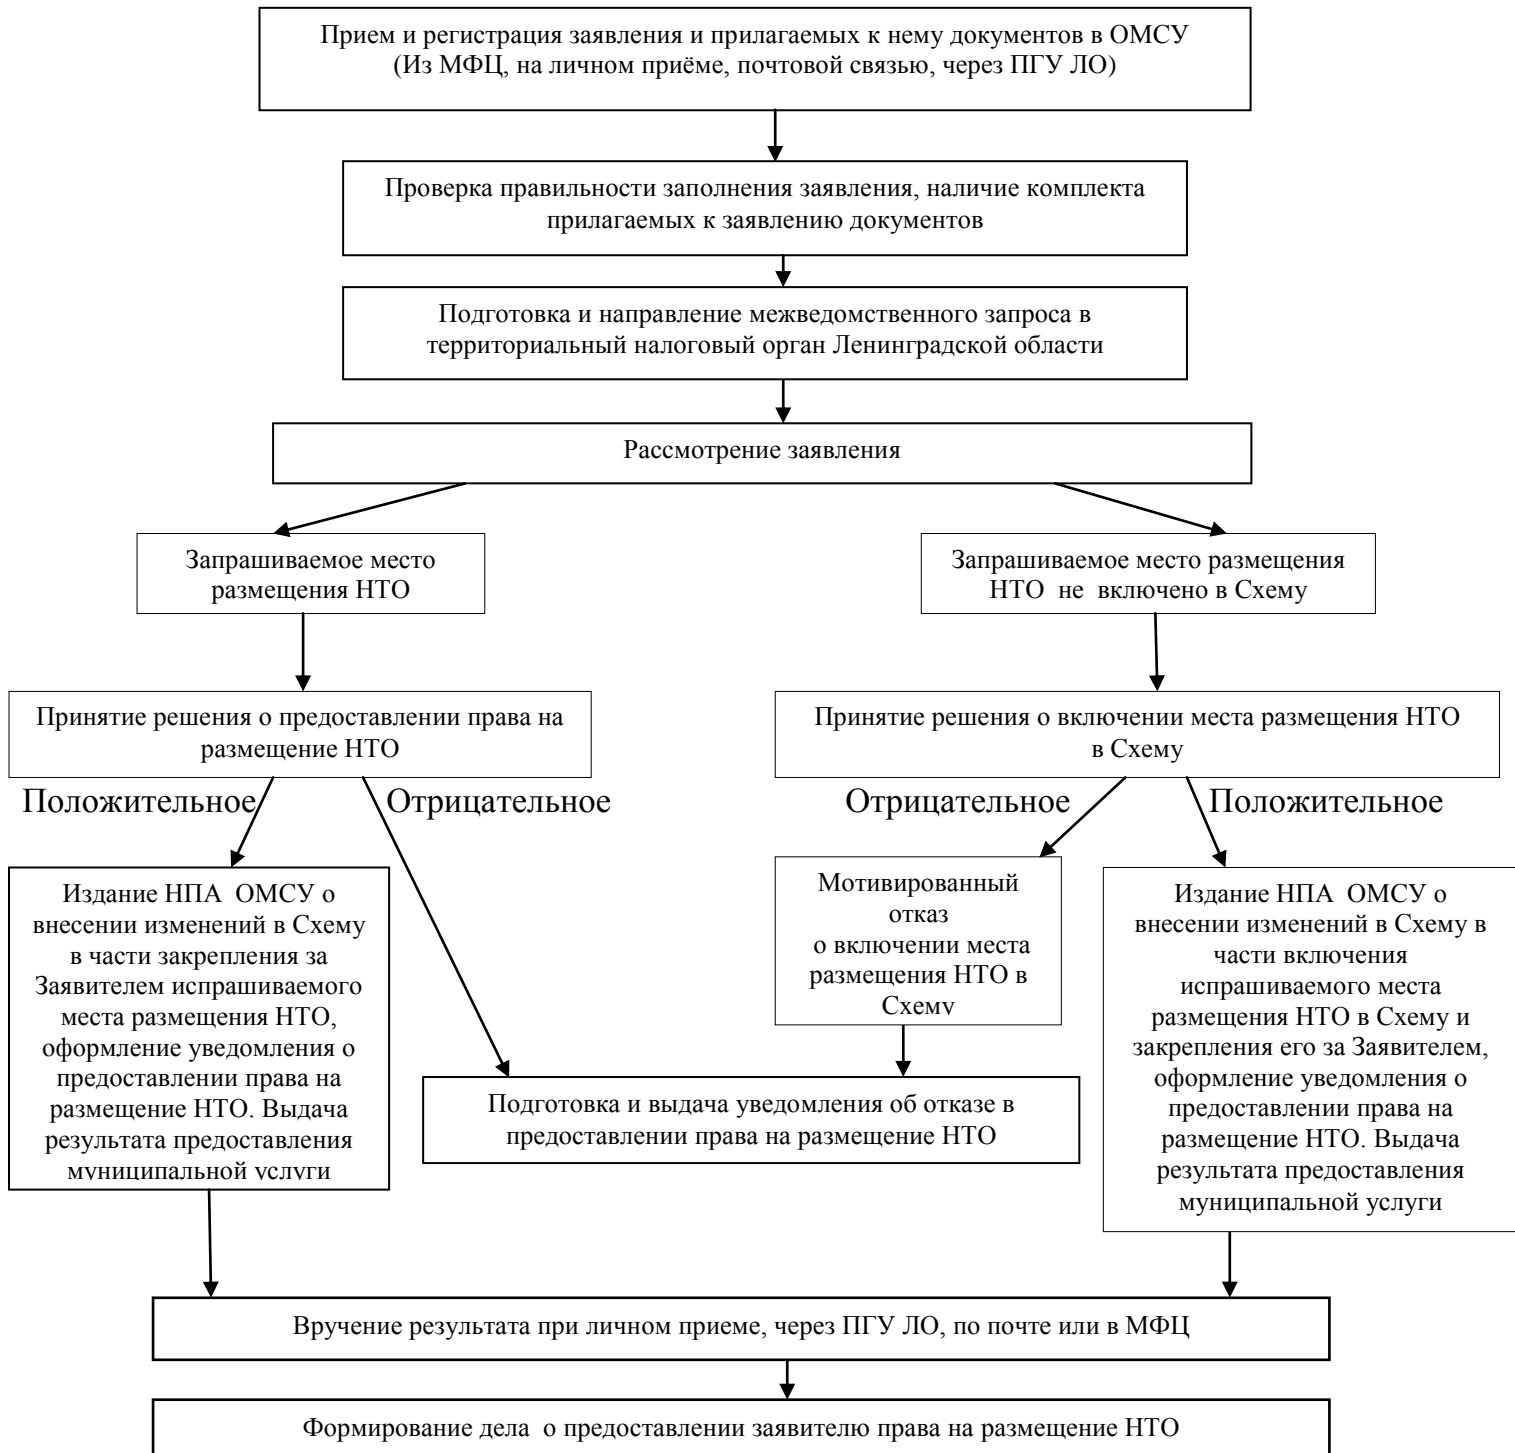 Прием и регистрация заявления и прилагаемых к нему документов в ОМСУ
(Из МФЦ, на личном приёме, почтовой связью, через ПГУ ЛО)
Проверка правильности заполнения заявления, наличие комплекта
прилагаемых к заявлению документов
Подготовка и направление межведомственного запроса в
территориальный налоговый орган Ленинградской области
Рассмотрение заявления
Запрашиваемое место
размещения НТО
Запрашиваемое место размещения
НТО не включено в Схему
Принятие решения о предоставлении права на
размещение НТО
Принятие решения о включении места размещения НТО
в Схему
Положительное
Отрицательное
Отрицательное
Положительное
Издание НПА ОМСУ о
внесении изменений в Схему
в части закрепления за
Заявителем испрашиваемого
места размещения НТО,
оформление уведомления о
предоставлении права на
размещение НТО. Выдача
результата предоставления
муниципальной услуги
Мотивированный
отказ
о включении места
размещения НТО в
Схему
Издание НПА ОМСУ о
внесении изменений в Схему в
части включения
испрашиваемого места
размещения НТО в Схему и
закрепления его за Заявителем,
оформление уведомления о
предоставлении права на
размещение НТО. Выдача
результата предоставления
муниципальной услуги
Подготовка и выдача уведомления об отказе в
предоставлении права на размещение НТО
Вручение результата при личном приеме, через ПГУ ЛО, по почте или в МФЦ
Формирование дела о предоставлении заявителю права на размещение НТО